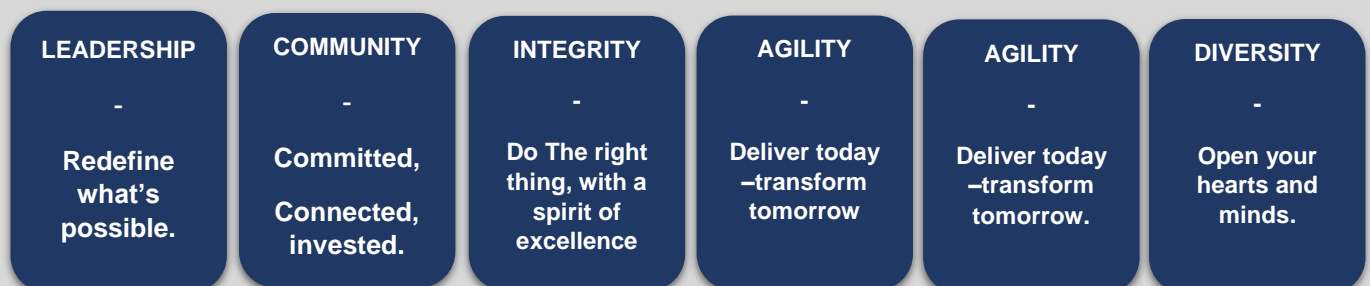 LEADERSHIP
-
Redefine
what’s
possible.
COMMUNITY
-
Committed,
Connected,
invested.
INTEGRITY
-
Do The right
thing, with a
spirit of
excellence
AGILITY
-
Deliver today
–transform
tomorrow
AGILITY
-
Deliver today
–transform
tomorrow.
DIVERSITY
-
Open your
hearts and
minds.